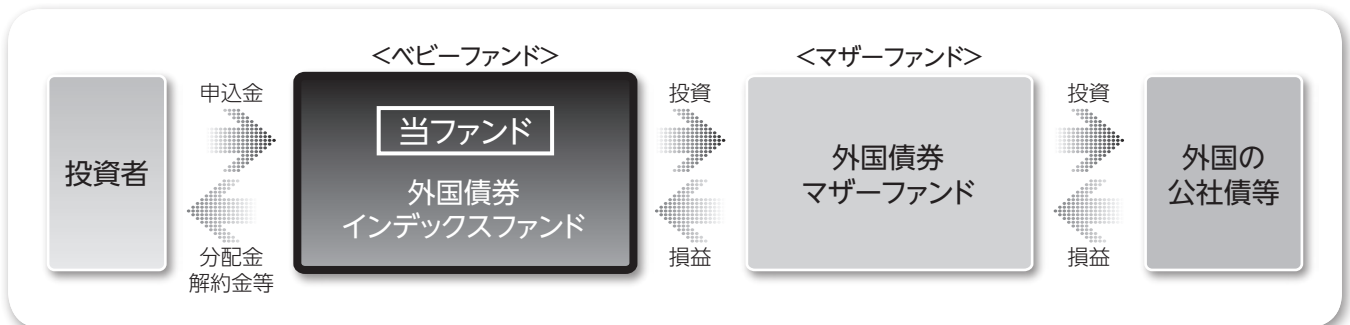 <ベビーファンド>
<マザーファンド>
投資者
申込金
分配金
解約金等
当ファンド
外国債券
インデックスファンド
投資
損益
外国債券
マザーファンド
投資
損益
外国の
公社債等